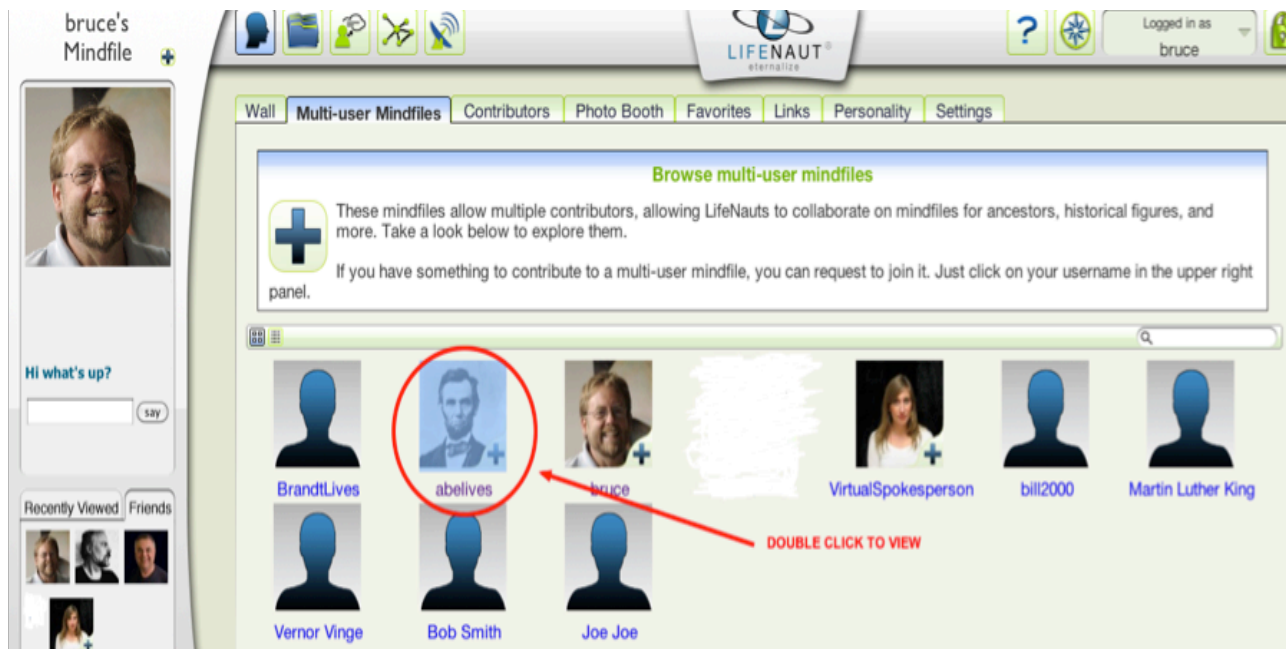 bruce's
Mindfile
LIFENAUT®
eternalize
?
Logged in as
bruce
Wall Multi-user Mindfiles Contributors Photo Booth Favorites Links Personality Settings
Browse multi-user mindfiles
These mindfiles allow multiple contributors, allowing LifeNauts to collaborate on mindfiles for ancestors, historical figures, and
more. Take a look below to explore them.
If you have something to contribute to a multi-user mindfile, you can request to join it. Just click on your username in the upper right
panel.
Hi what's up?
say
BrandtLives abelives bruce VirtualSpokesperson bill2000 Martin Luther King
Recently Viewed Friends
DOUBLE CLICK TO VIEW
Vernor Vinge Bob Smith Joe Joe